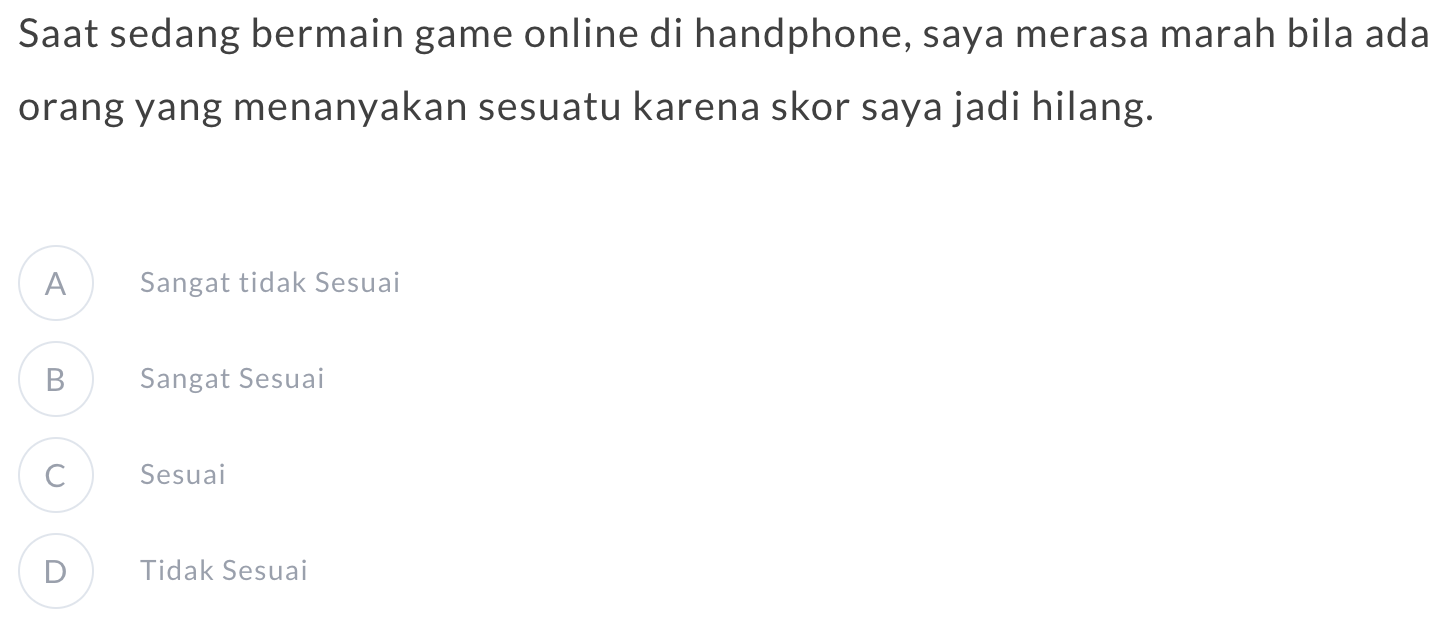 Saat sedang bermain game online di handphone, saya merasa marah bila ada
orang yang menanyakan sesuatu karena skor saya jadi hilang.
A Sangat tidak Sesuai
B Sangat Sesuai
C Sesuai
D Tidak Sesuai